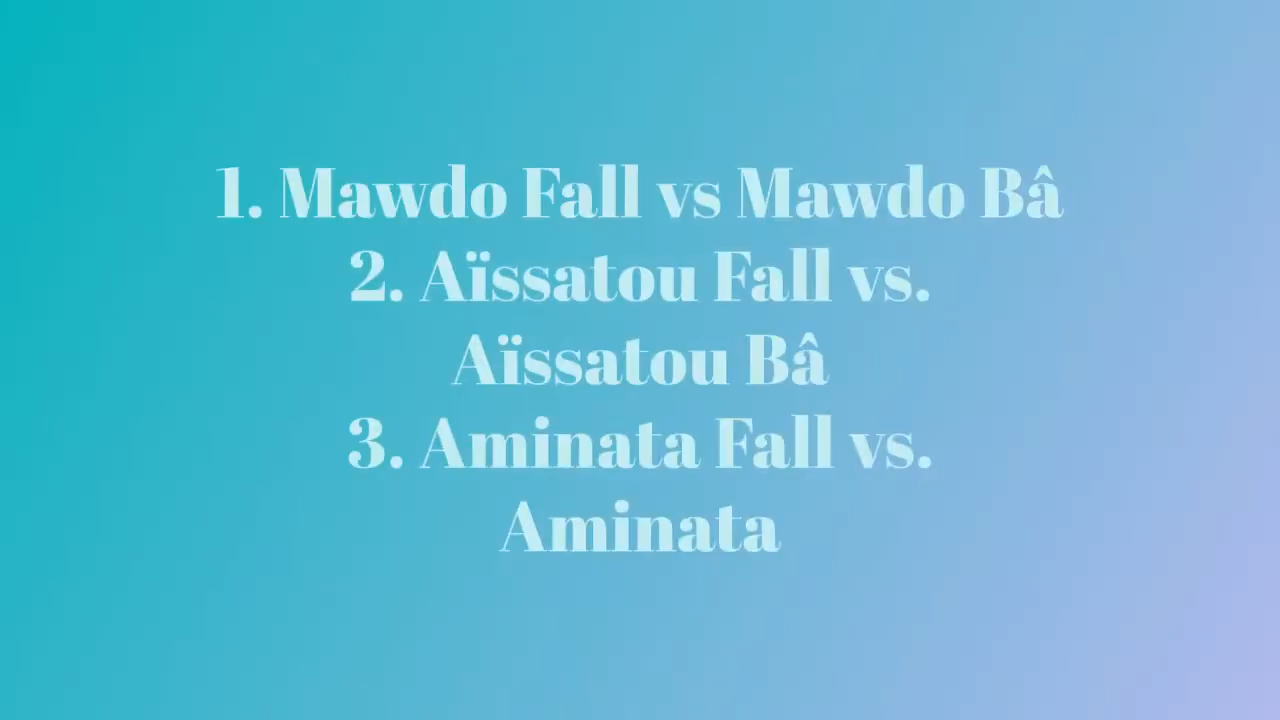 1. Mawdo Fall vs Mawdo Bâ
2. Aïssatou Fall vs.
Aïssatou Bâ
3. Aminata Fall vs.
Aminata